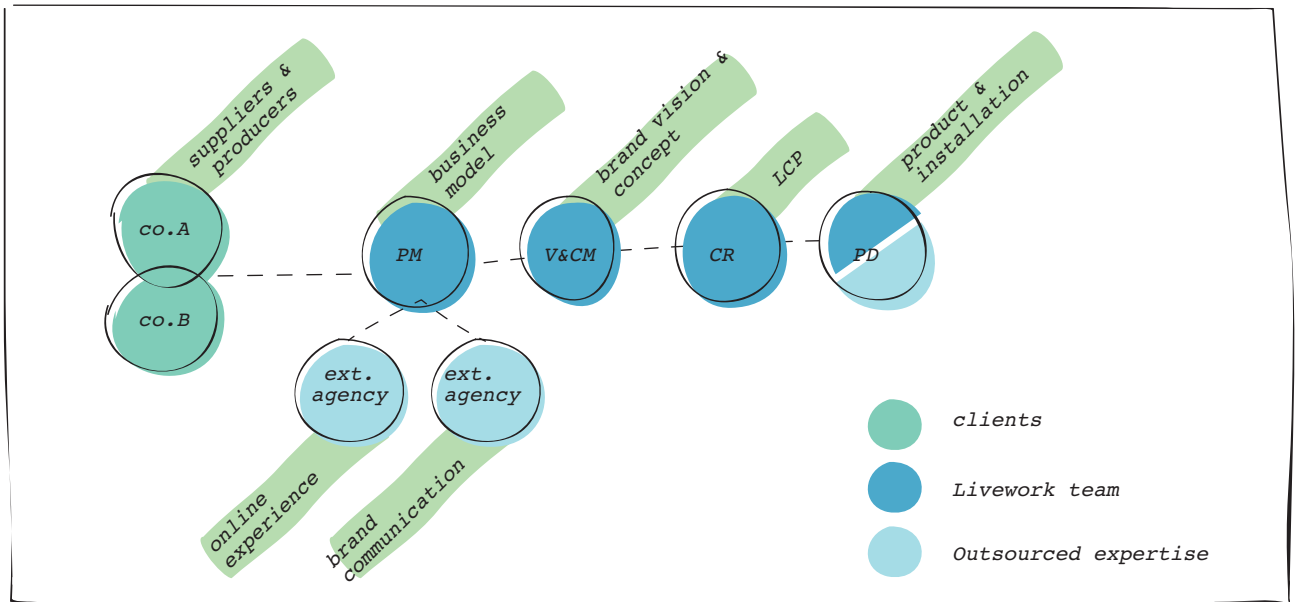 suppliers &
producers
business
model
brand vision &
concept
LCP
product &
installation
co.A
co.B
PM
V&CM
CR
PD
ext.
agency
ext.
agency
online
experience
brand
communication
clients
Livework team
Outsourced expertise